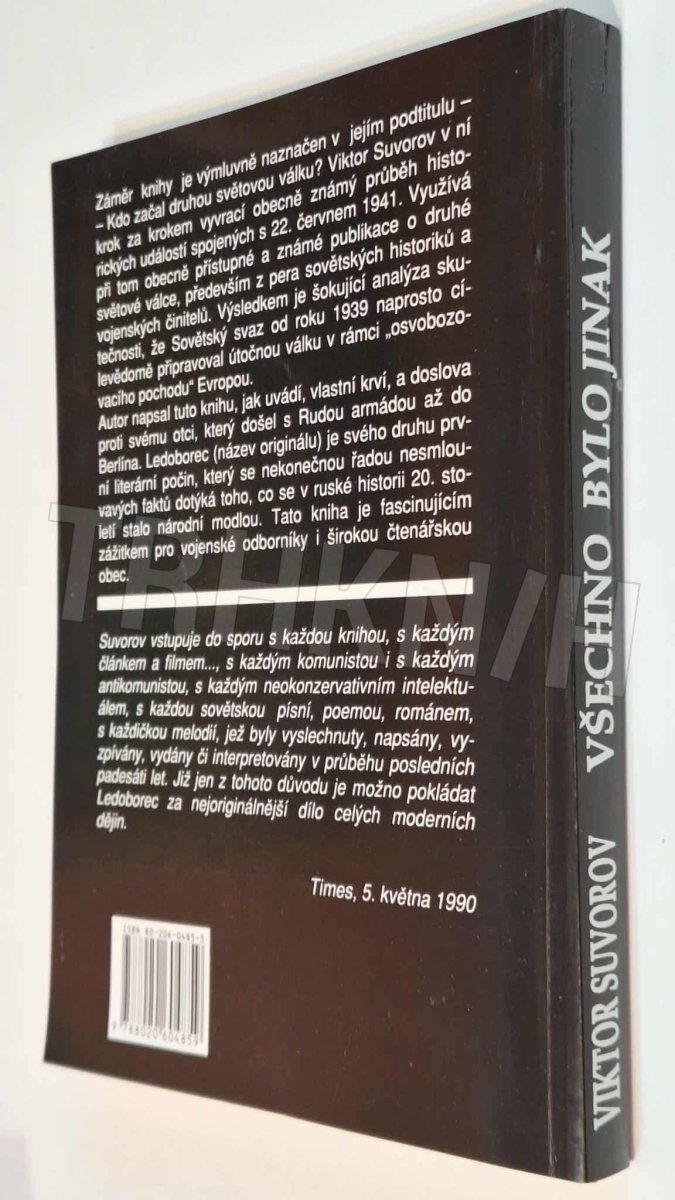 Záměr knihy je výmluvně naznačen v jejím podtitulu –
– Kdo začal druhou světovou válku? Viktor Suvorov v ní
krok za krokem vyvrací obecně známý průběh histo-
rických událostí spojených s 22. červnem 1941. Využívá
při tom obecně přístupné a známé publikace o druhé
světové válce, především z pera sovětských historiků a
vojenských činitelů. Výsledkem je šokující analýza sku-
tečnosti, že Sovětský svaz od roku 1939 naprosto cí-
levědomě připravoval útočnou válku v rámci „osvobozo-
vacího pochodu“ Evropou.
Autor napsal tuto knihu, jak uvádí, vlastní krví, a doslova
proti svému otci, který došel s Rudou armádou až do
Berlína. Ledoborec (název originálu) je svého druhu prv-
ní literární počin, který se nekonečnou řadou nesmlou-
vavých faktů dotýká toho, co se v ruské historii 20. sto-
letí stalo národní modlou. Tato kniha je fascinujícím
zážitkem pro vojenské odborníky i širokou čtenářskou
obec.
Suvorov vstupuje do sporu s každou knihou, s každým
článkem a filmem..., s každým komunistou i s každým
antikomunistou, s každým neokonzervativním intelektu-
álem, s každou sovětskou písní, poemou, románem,
s každičkou melodií, jež byly vyslechnuty, napsány, vy-
zpívány, vydány či interpretovány v průběhu posledních
padesáti let. Již jen z tohoto důvodu je možno pokládat
Ledoborec za nejoriginálnější dílo celých moderních
dějin.
Times, 5. května 1990
ISBN 80-206-0485-5
9 788020 604859
VIKTOR SUVOROV VŠECHNO BYLO JINAK
TRHKNIH